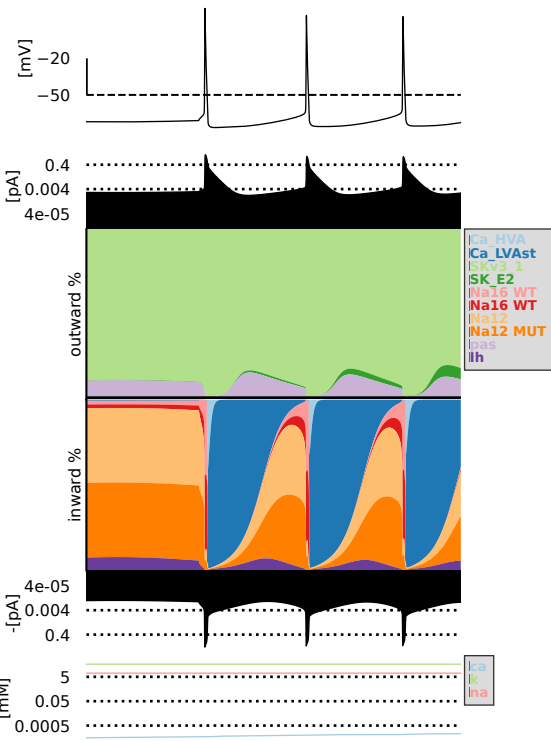 [mV]
−20
−50
[pA]
0.4
0.004
4e-05
outward %
Ca_HVA
Ca_LVAst
SKv3_1
SK_E2
Na16 WT
Na16 WT
Na12
Na12 MUT
pas
Ih
inward %
-[pA]
4e-05
0.004
0.4
[mM]
5
0.05
0.0005
ca
k
na